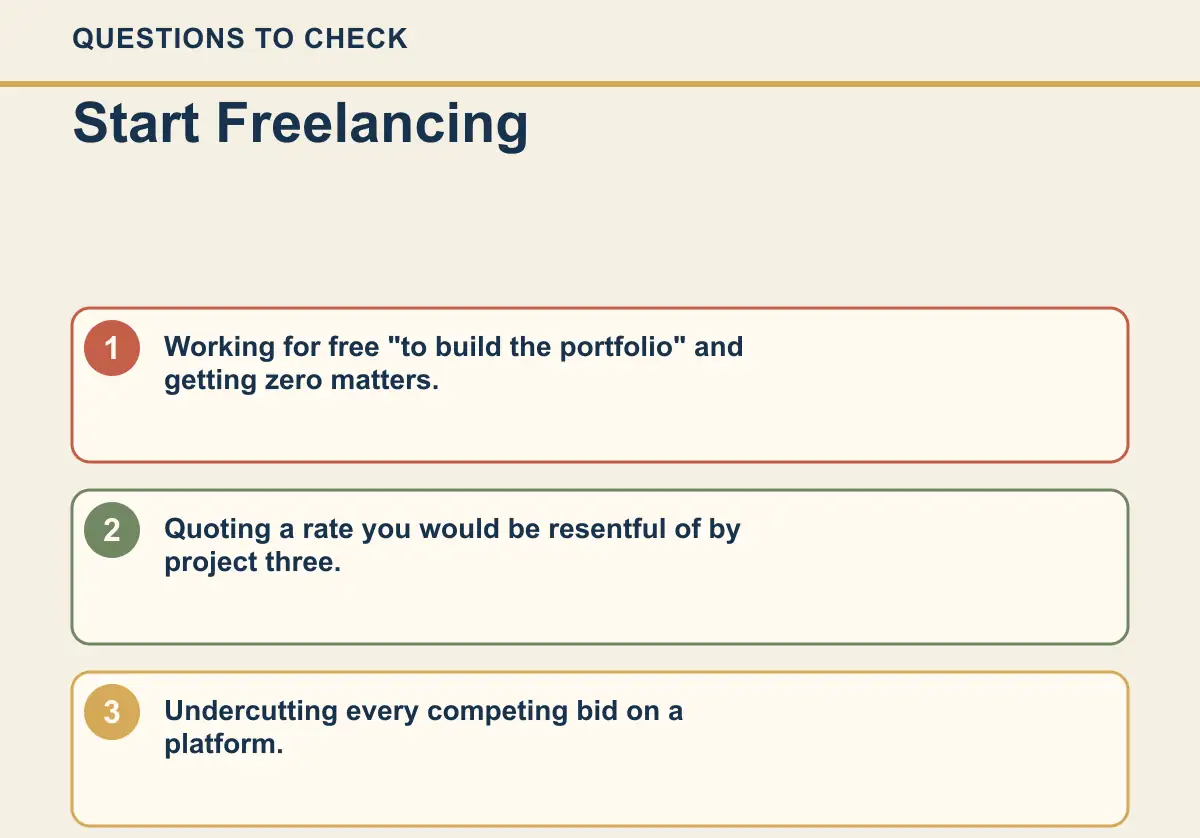 QUESTIONS TO CHECK
Start Freelancing
1
Working for free "to build the portfolio" and
getting zero matters.
2
Quoting a rate you would be resentful of by
project three.
3
Undercutting every competing bid on a
platform.